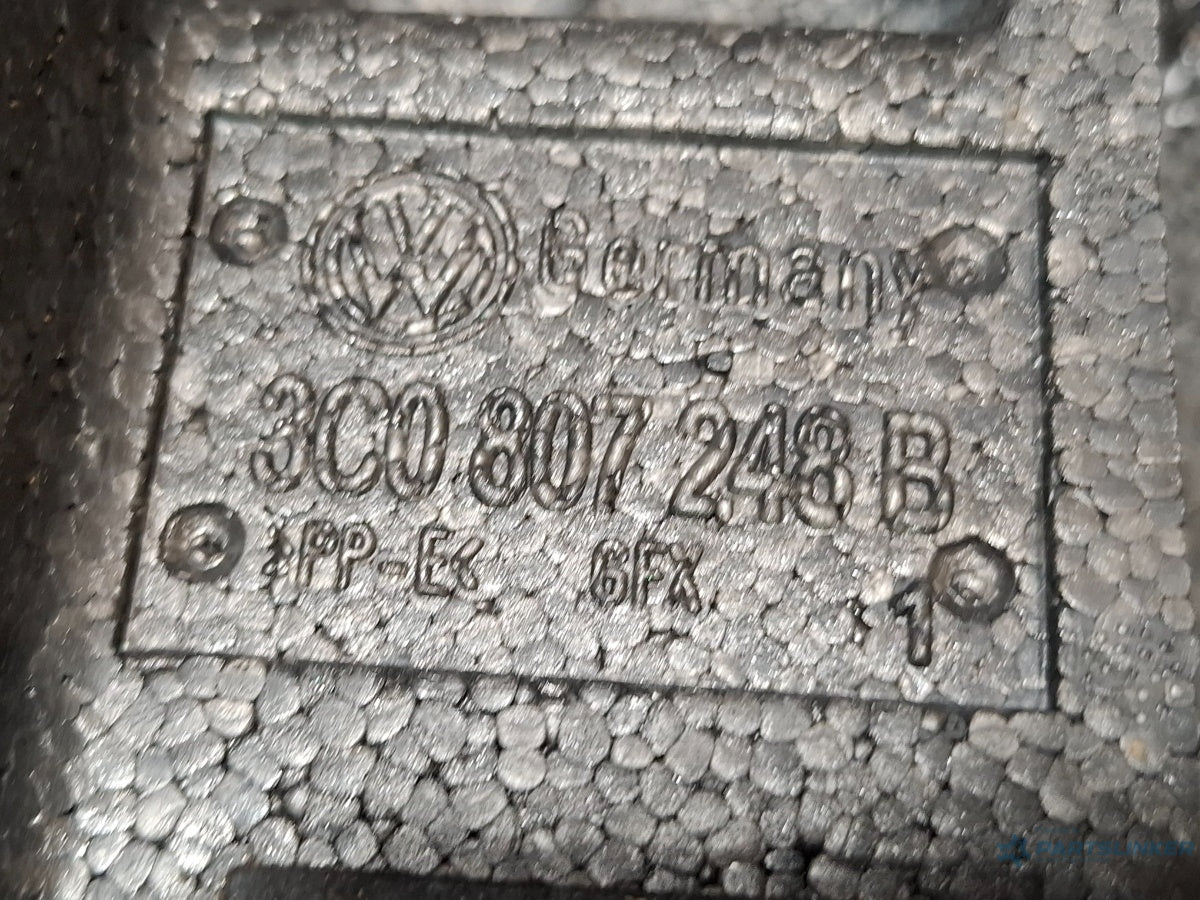 Germany
3C0 807 248 B
>PP-E< 6FX
1